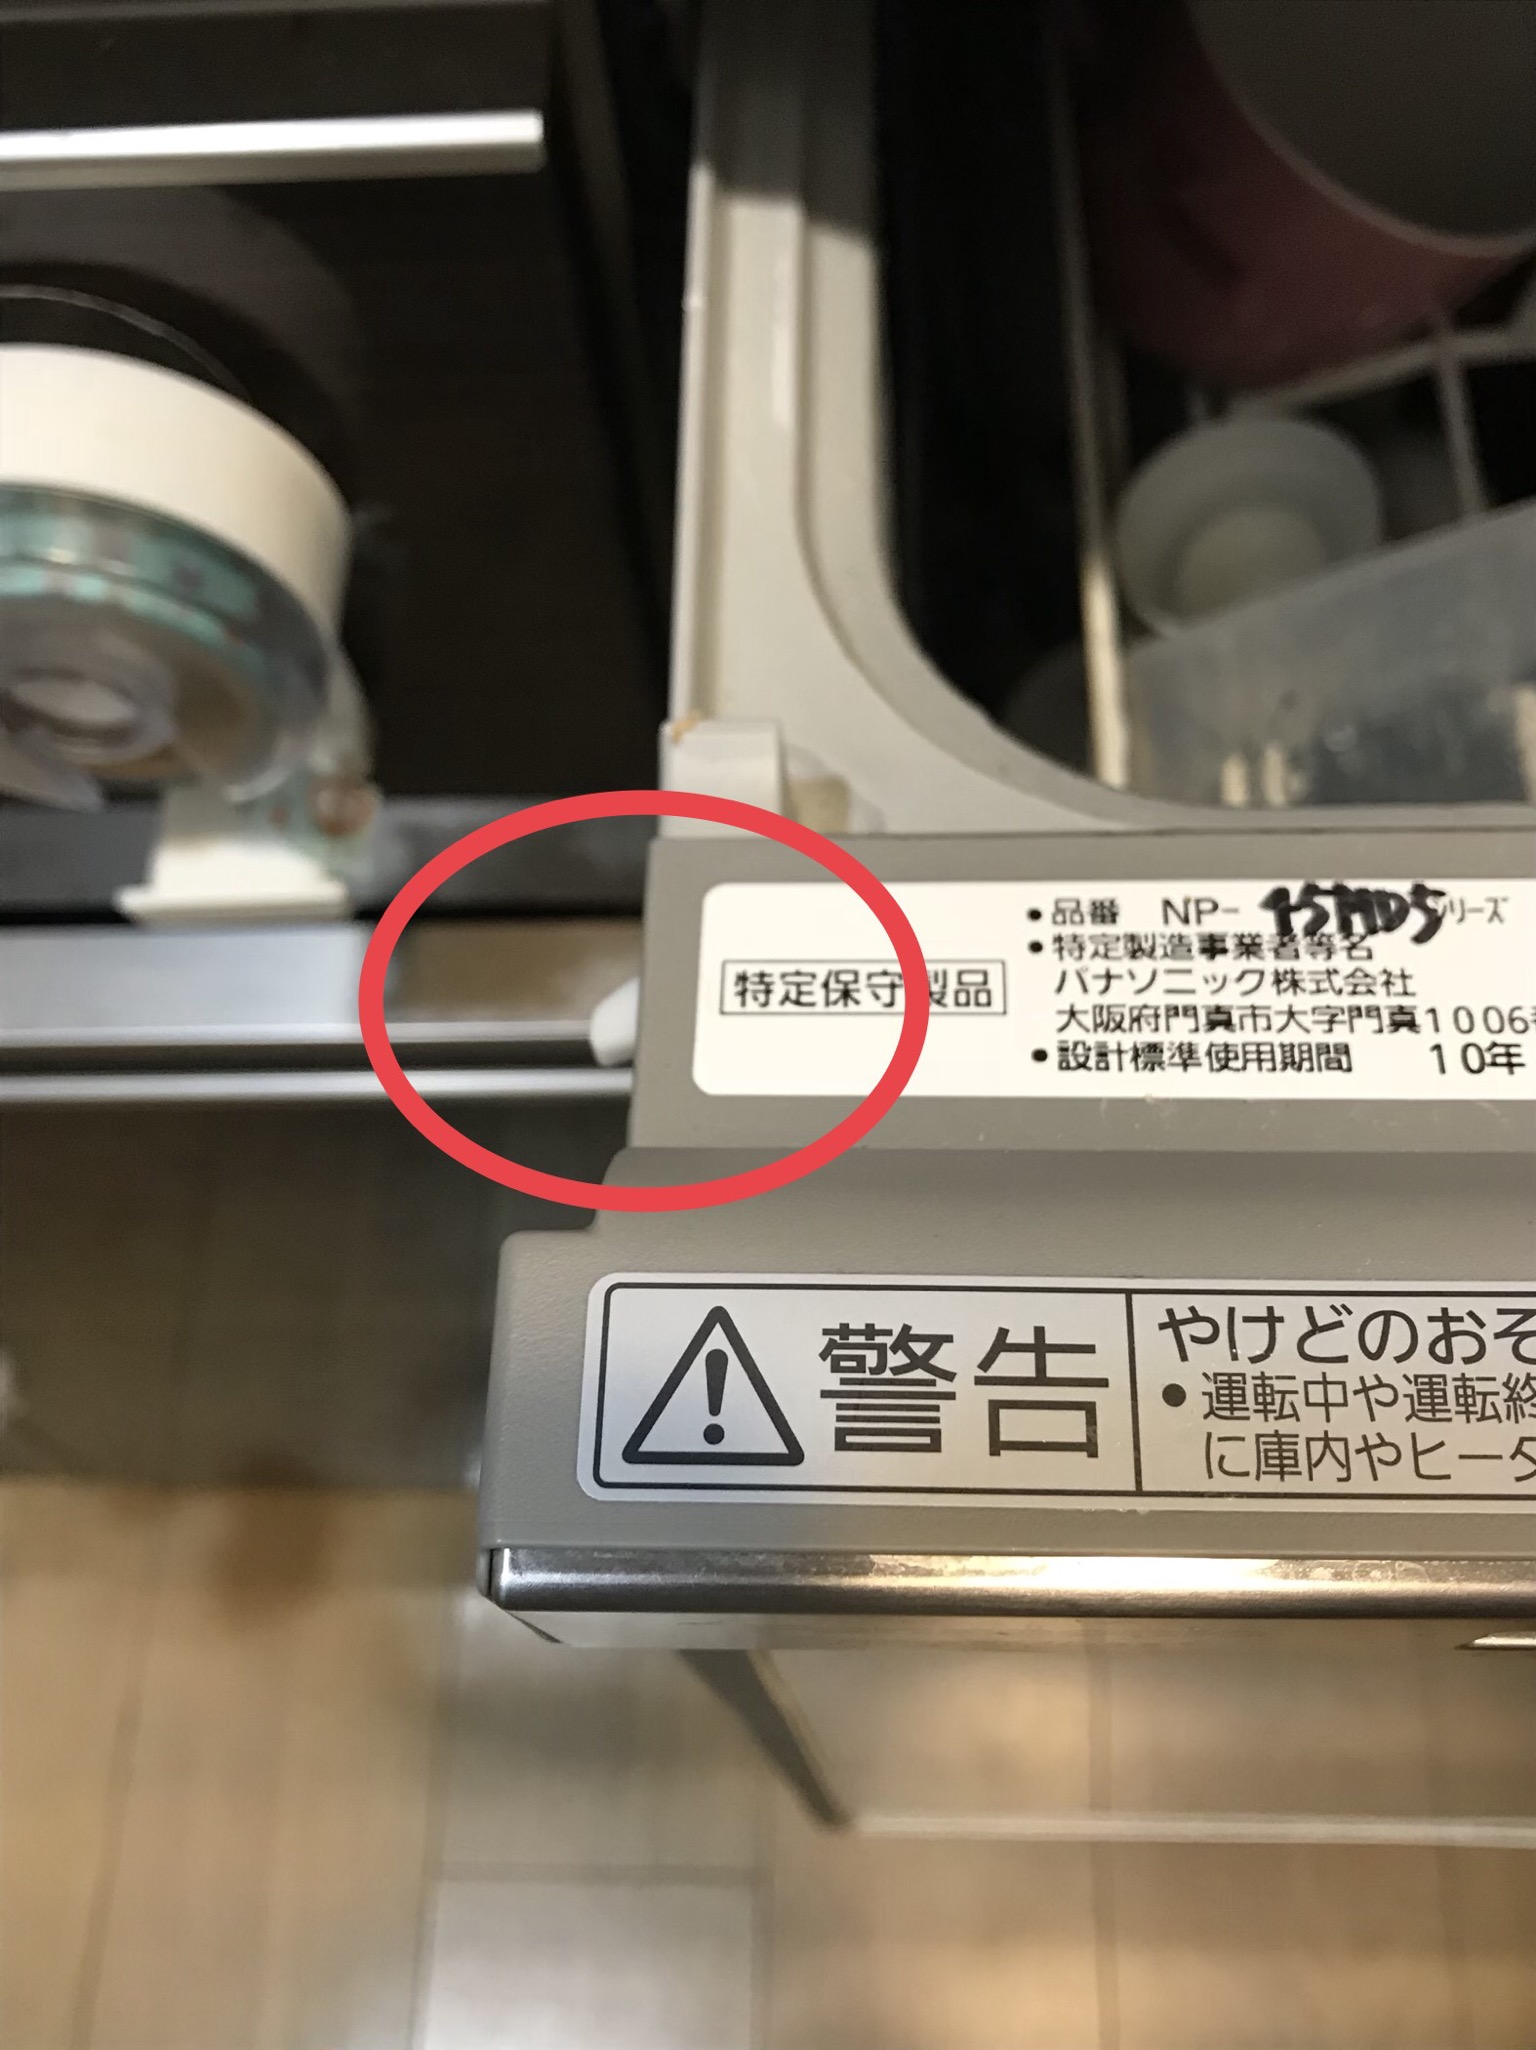 特定保守製品
•品番 NP-45MD5シリーズ
•特定製造事業者等名
パナソニック株式会社
大阪府門真市大字門真1006
•設計標準使用期間 10年
警告
やけどのおそ
•運転中や運転終
に庫内やヒータ